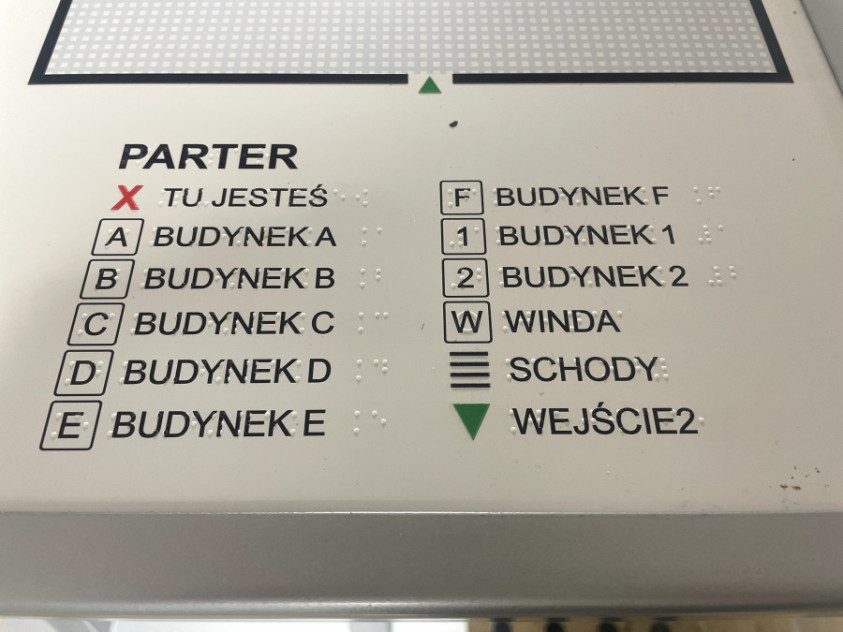 PARTER
X TU JESTEŚ
A BUDYNEK A
B BUDYNEK B
C BUDYNEK C
D BUDYNEK D
E BUDYNEK E
F BUDYNEK F
1 BUDYNEK 1
2 BUDYNEK 2
W WINDA
SCHODY
WEJŚCIE2